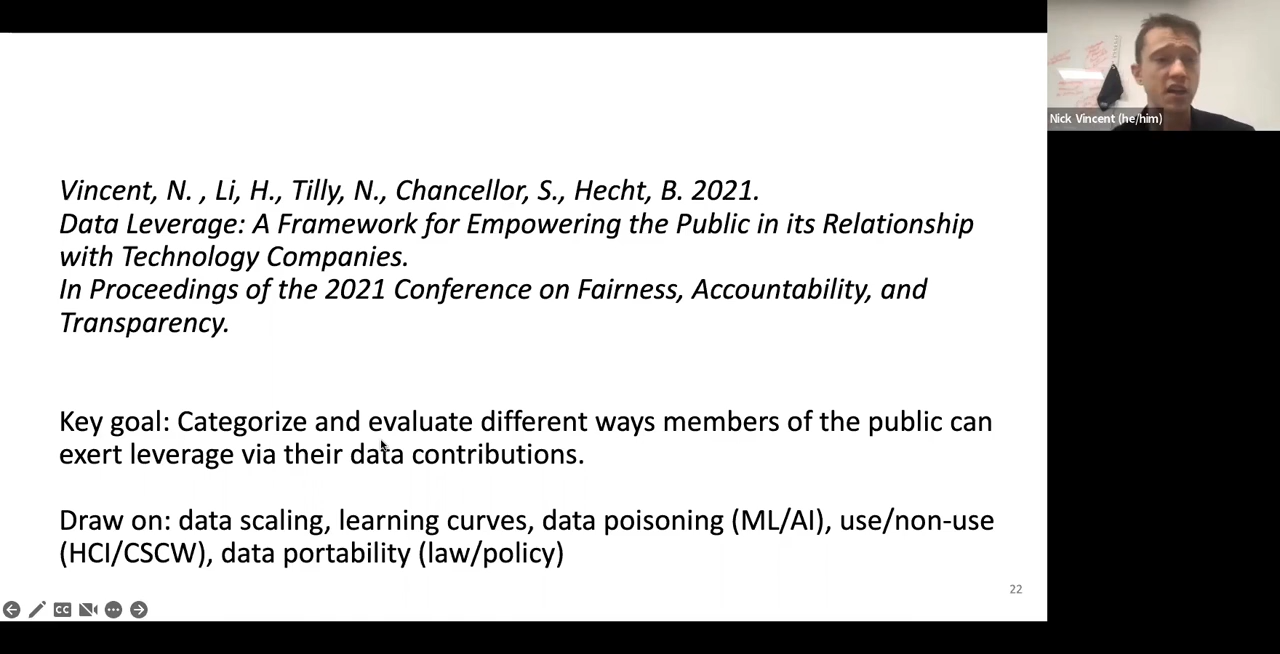 Vincent, N. , Li, H., Tilly, N., Chancellor, S., Hecht, B. 2021.
Data Leverage: A Framework for Empowering the Public in its Relationship
with Technology Companies.
In Proceedings of the 2021 Conference on Fairness, Accountability, and
Transparency.
Key goal: Categorize and evaluate different ways members of the public can
exert leverage via their data contributions.
Draw on: data scaling, learning curves, data poisoning (ML/AI), use/non-use
(HCI/CSCW), data portability (law/policy)
22
CC
Nick Vincent (he/him)